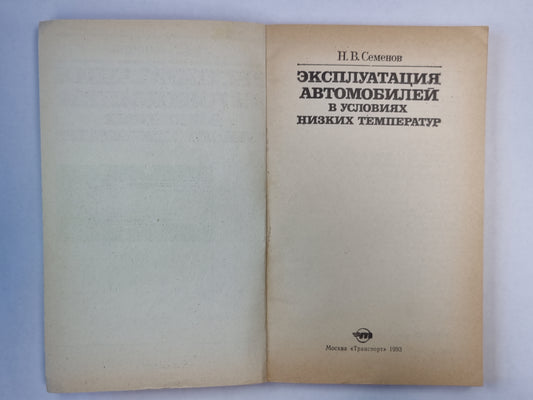 Н. В. Семенов
ЭКСПЛУАТАЦИЯ
АВТОМОБИЛЕЙ
В УСЛОВИЯХ
НИЗКИХ ТЕМПЕРАТУР
Москва «Транспорт» 1993